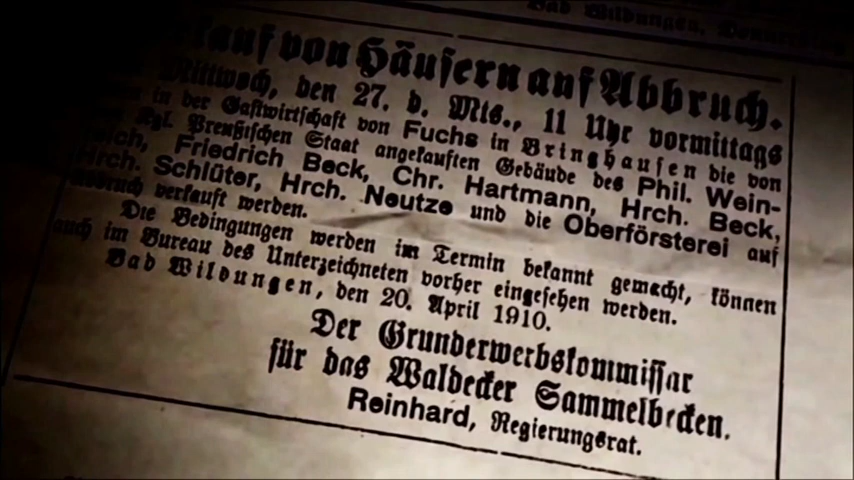 Bad Wildungen, Donnerstag
von Häusern auf Abbruch.
Mittwoch, den 27. d. Mts., 11 Uhr vormittags
in der Gastwirtschaft von Fuchs in Bringhausen die von
Kgl. Preußischen Staat angekauften Gebäude des Phil. Wein-
reich, Friedrich Beck, Chr. Hartmann, Hrch. Beck,
Hrch. Schlüter, Hrch. Neutze und die Oberförsterei auf
Abbruch verkauft werden.
Die Bedingungen werden im Termin bekannt gemacht, können
auch im Bureau des Unterzeichneten vorher eingesehen werden.
Bad Wildungen, den 20. April 1910.
Der Grunderwerbskommissar
für das Waldecker Sammelbecken.
Reinhard, Regierungsrat.